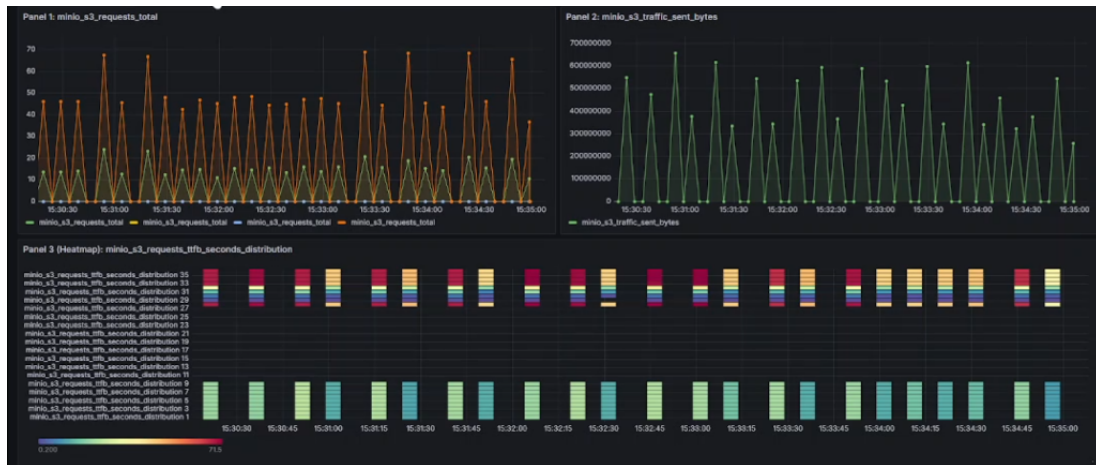 Panel 1: minio_s3_requests_total
70
60
50
40
30
20
10
0
15:30:30 15:31:00 15:31:30 15:32:00 15:32:30 15:33:00 15:33:30 15:34:00 15:34:30 15:35:00
minio_s3_requests_total minio_s3_requests_total minio_s3_requests_total minio_s3_requests_total
Panel 2: minio_s3_traffic_sent_bytes
700000000
600000000
500000000
400000000
300000000
200000000
100000000
0
15:30:30 15:31:00 15:31:30 15:32:00 15:32:30 15:33:00 15:33:30 15:34:00 15:34:30 15:35:00
minio_s3_traffic_sent_bytes
Panel 3 (Heatmap): minio_s3_requests_ttfb_seconds_distribution
minio_s3_requests_ttfb_seconds_distribution 35
minio_s3_requests_ttfb_seconds_distribution 33
minio_s3_requests_ttfb_seconds_distribution 31
minio_s3_requests_ttfb_seconds_distribution 29
minio_s3_requests_ttfb_seconds_distribution 27
minio_s3_requests_ttfb_seconds_distribution 25
minio_s3_requests_ttfb_seconds_distribution 23
minio_s3_requests_ttfb_seconds_distribution 21
minio_s3_requests_ttfb_seconds_distribution 19
minio_s3_requests_ttfb_seconds_distribution 17
minio_s3_requests_ttfb_seconds_distribution 15
minio_s3_requests_ttfb_seconds_distribution 13
minio_s3_requests_ttfb_seconds_distribution 11
minio_s3_requests_ttfb_seconds_distribution 9
minio_s3_requests_ttfb_seconds_distribution 7
minio_s3_requests_ttfb_seconds_distribution 5
minio_s3_requests_ttfb_seconds_distribution 3
minio_s3_requests_ttfb_seconds_distribution 1
15:30:30 15:30:45 15:31:00 15:31:15 15:31:30 15:31:45 15:32:00 15:32:15 15:32:30 15:32:45 15:33:00 15:33:15 15:33:30 15:33:45 15:34:00 15:34:15 15:34:30 15:34:45 15:35:00
0.200 71.5